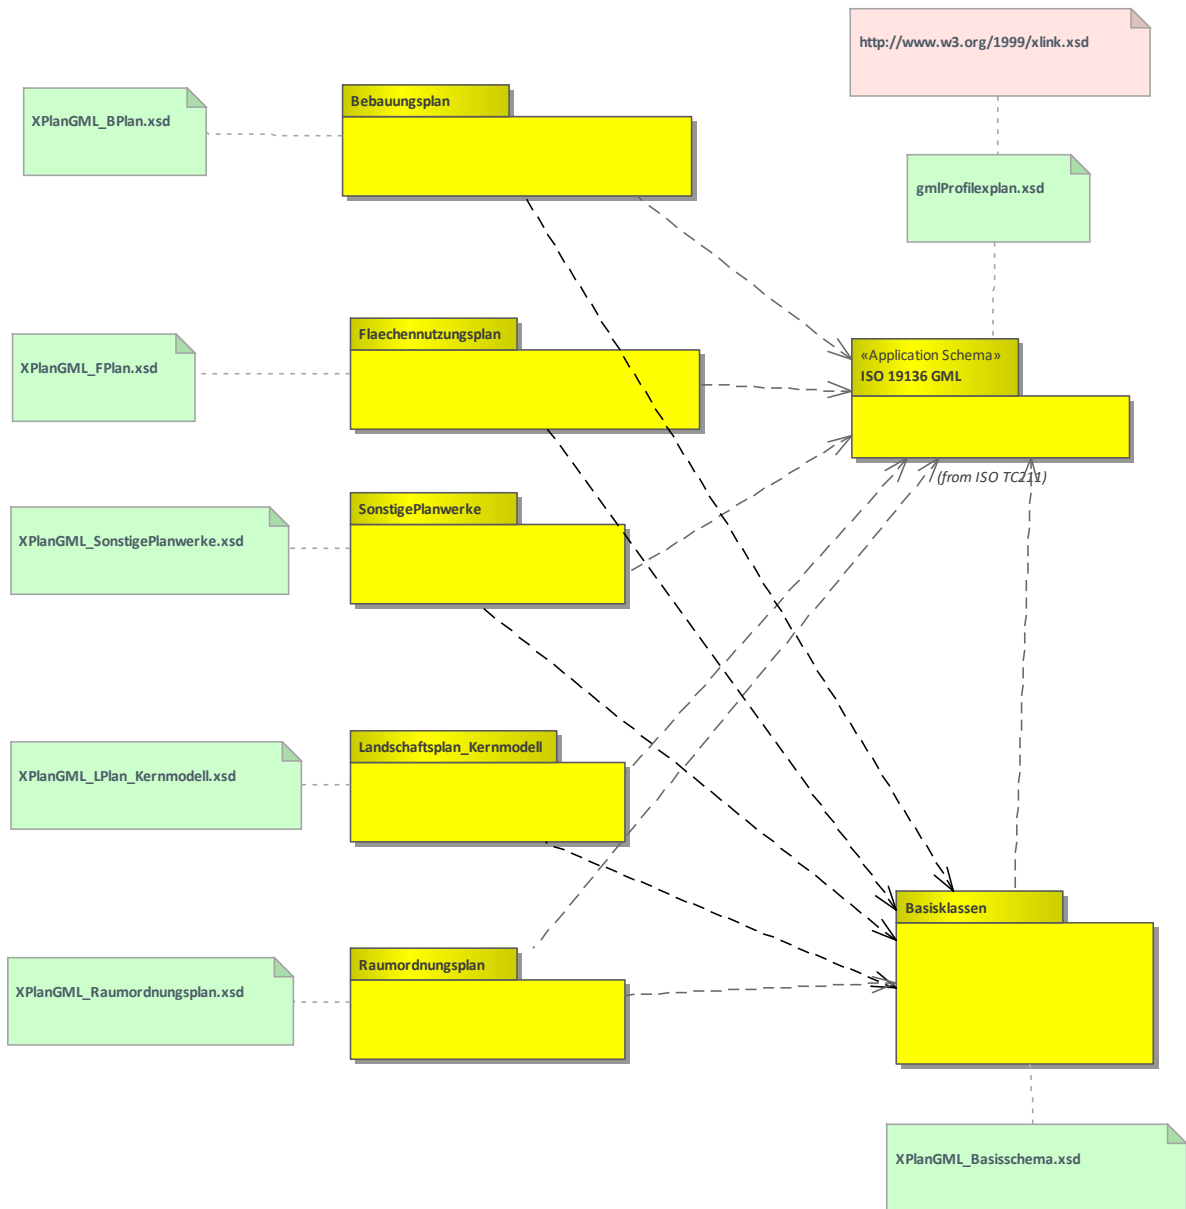 http://www.w3.org/1999/xlink.xsd
Bebauungsplan
XPlanGML_BPlan.xsd
gmlProfilexplan.xsd
Flaechennutzungsplan
XPlanGML_FPlan.xsd
«Application Schema»
ISO 19136 GML
(from ISO TC211)
SonstigePlanwerke
XPlanGML_SonstigePlanwerke.xsd
Landschaftsplan_Kernmodell
XPlanGML_LPlan_Kernmodell.xsd
Basisklassen
Raumordnungsplan
XPlanGML_Raumordnungsplan.xsd
XPlanGML_Basisschema.xsd